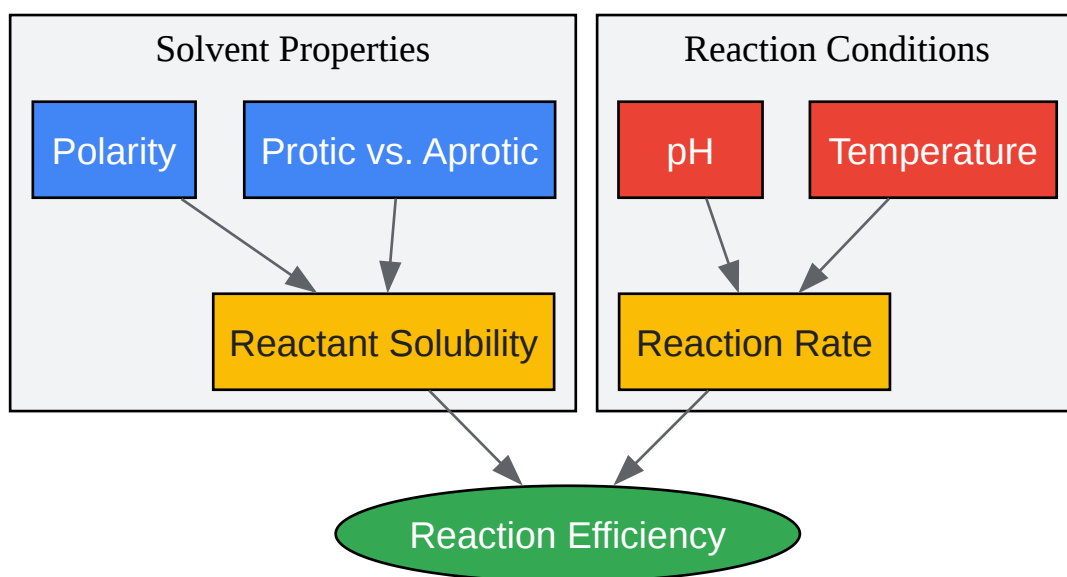 Solvent Properties
Reaction Conditions
Polarity
Protic vs. Aprotic
pH
Temperature
Reactant Solubility
Reaction Rate
Reaction Efficiency